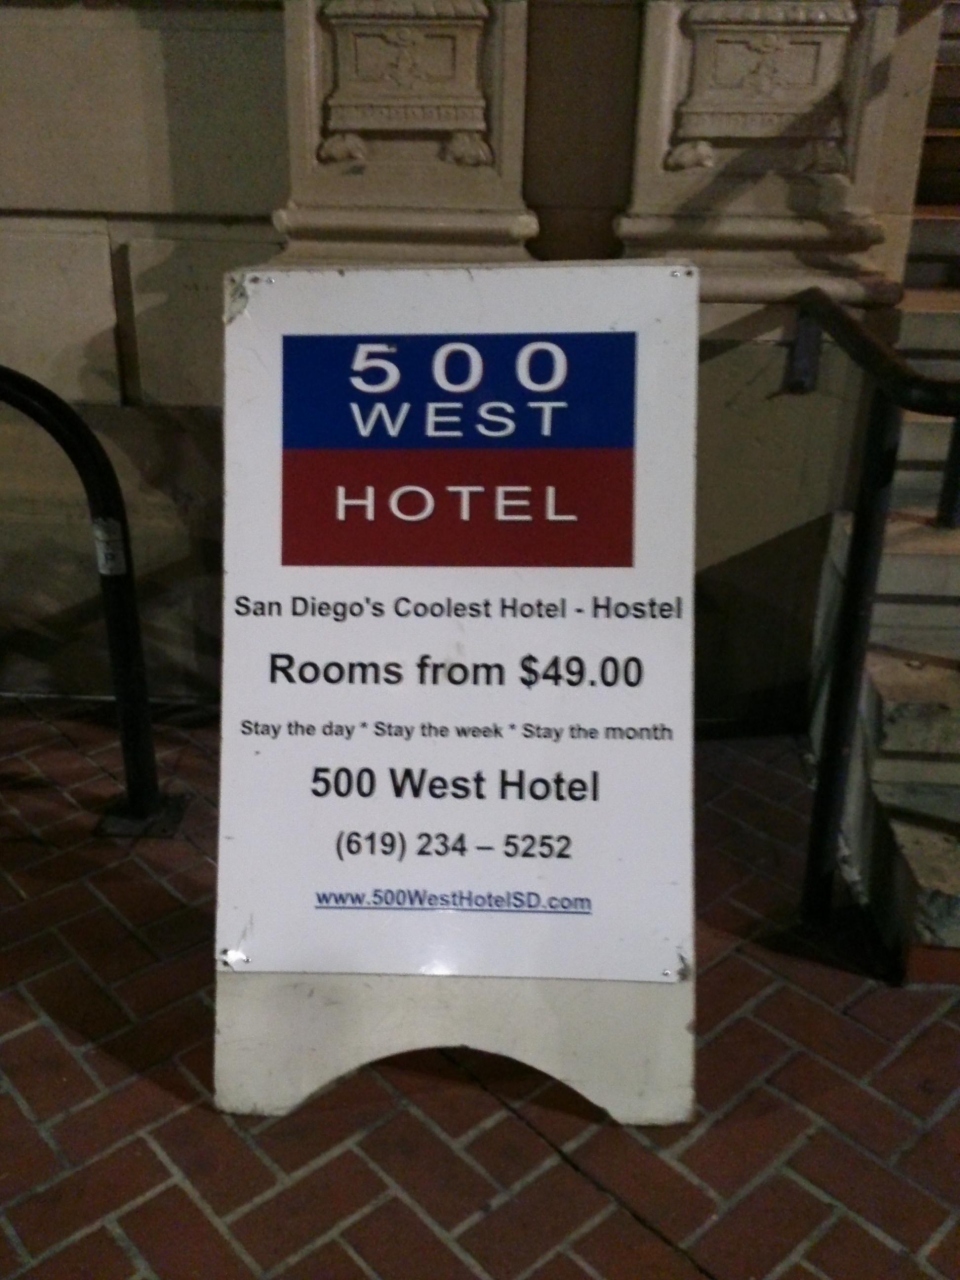 500
WEST
HOTEL
San Diego's Coolest Hotel - Hostel
Rooms from $49.00
Stay the day * Stay the week * Stay the month
500 West Hotel
(619) 234 – 5252
www.500WestHotelSD.com